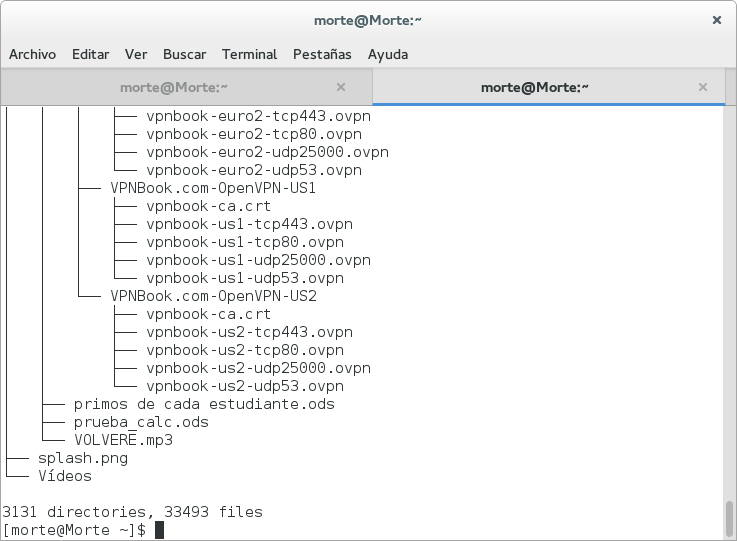 morte@Morte:~
Archivo Editar Ver Buscar Terminal Pestañas Ayuda
morte@Morte:~ morte@Morte:~
vpnbook-euro2-tcp443.ovpn
vpnbook-euro2-tcp80.ovpn
vpnbook-euro2-udp25000.ovpn
vpnbook-euro2-udp53.ovpn
VPNBook.com-OpenVPN-US1
vpnbook-ca.crt
vpnbook-us1-tcp443.ovpn
vpnbook-us1-tcp80.ovpn
vpnbook-us1-udp25000.ovpn
vpnbook-us1-udp53.ovpn
VPNBook.com-OpenVPN-US2
vpnbook-ca.crt
vpnbook-us2-tcp443.ovpn
vpnbook-us2-tcp80.ovpn
vpnbook-us2-udp25000.ovpn
vpnbook-us2-udp53.ovpn
primos de cada estudiante.ods
prueba_calc.ods
VOLVERE.mp3
splash.png
Vídeos
3131 directories, 33493 files
[morte@Morte ~]$